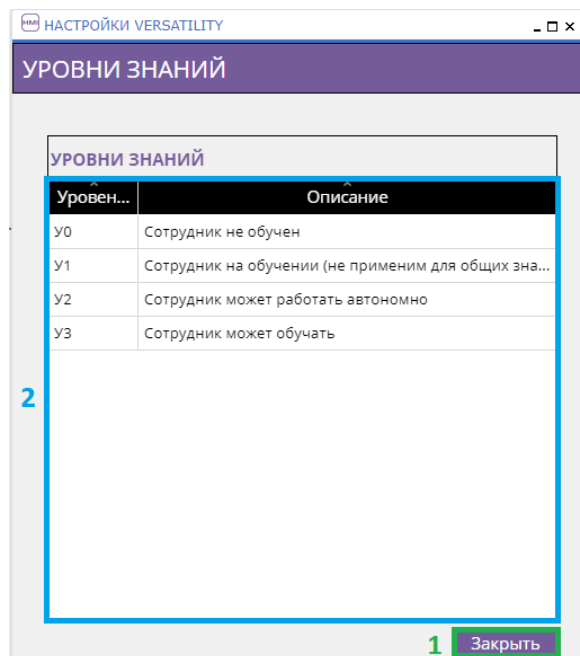 HMI НАСТРОЙКИ VERSATILITY
УРОВНИ ЗНАНИЙ
УРОВНИ ЗНАНИЙ
Уровен... Описание
У0 Сотрудник не обучен
У1 Сотрудник на обучении (не применим для общих зна...
У2 Сотрудник может работать автономно
У3 Сотрудник может обучать
2
1 Закрыть